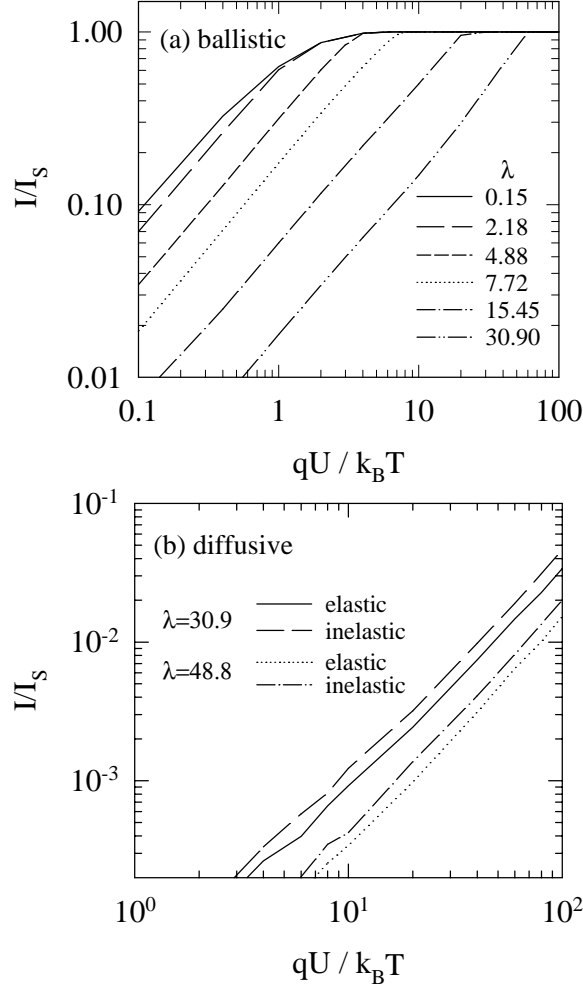 1.00
(a) ballistic
I/I_S
0.10
λ
0.15
2.18
4.88
7.72
15.45
30.90
0.01
0.1 1 10 100
qU / k_BT
10^-1
(b) diffusive
λ=30.9 elastic
inelastic
λ=48.8 elastic
inelastic
I/I_S
10^-2
10^-3
10^0 10^1 10^2
qU / k_BT